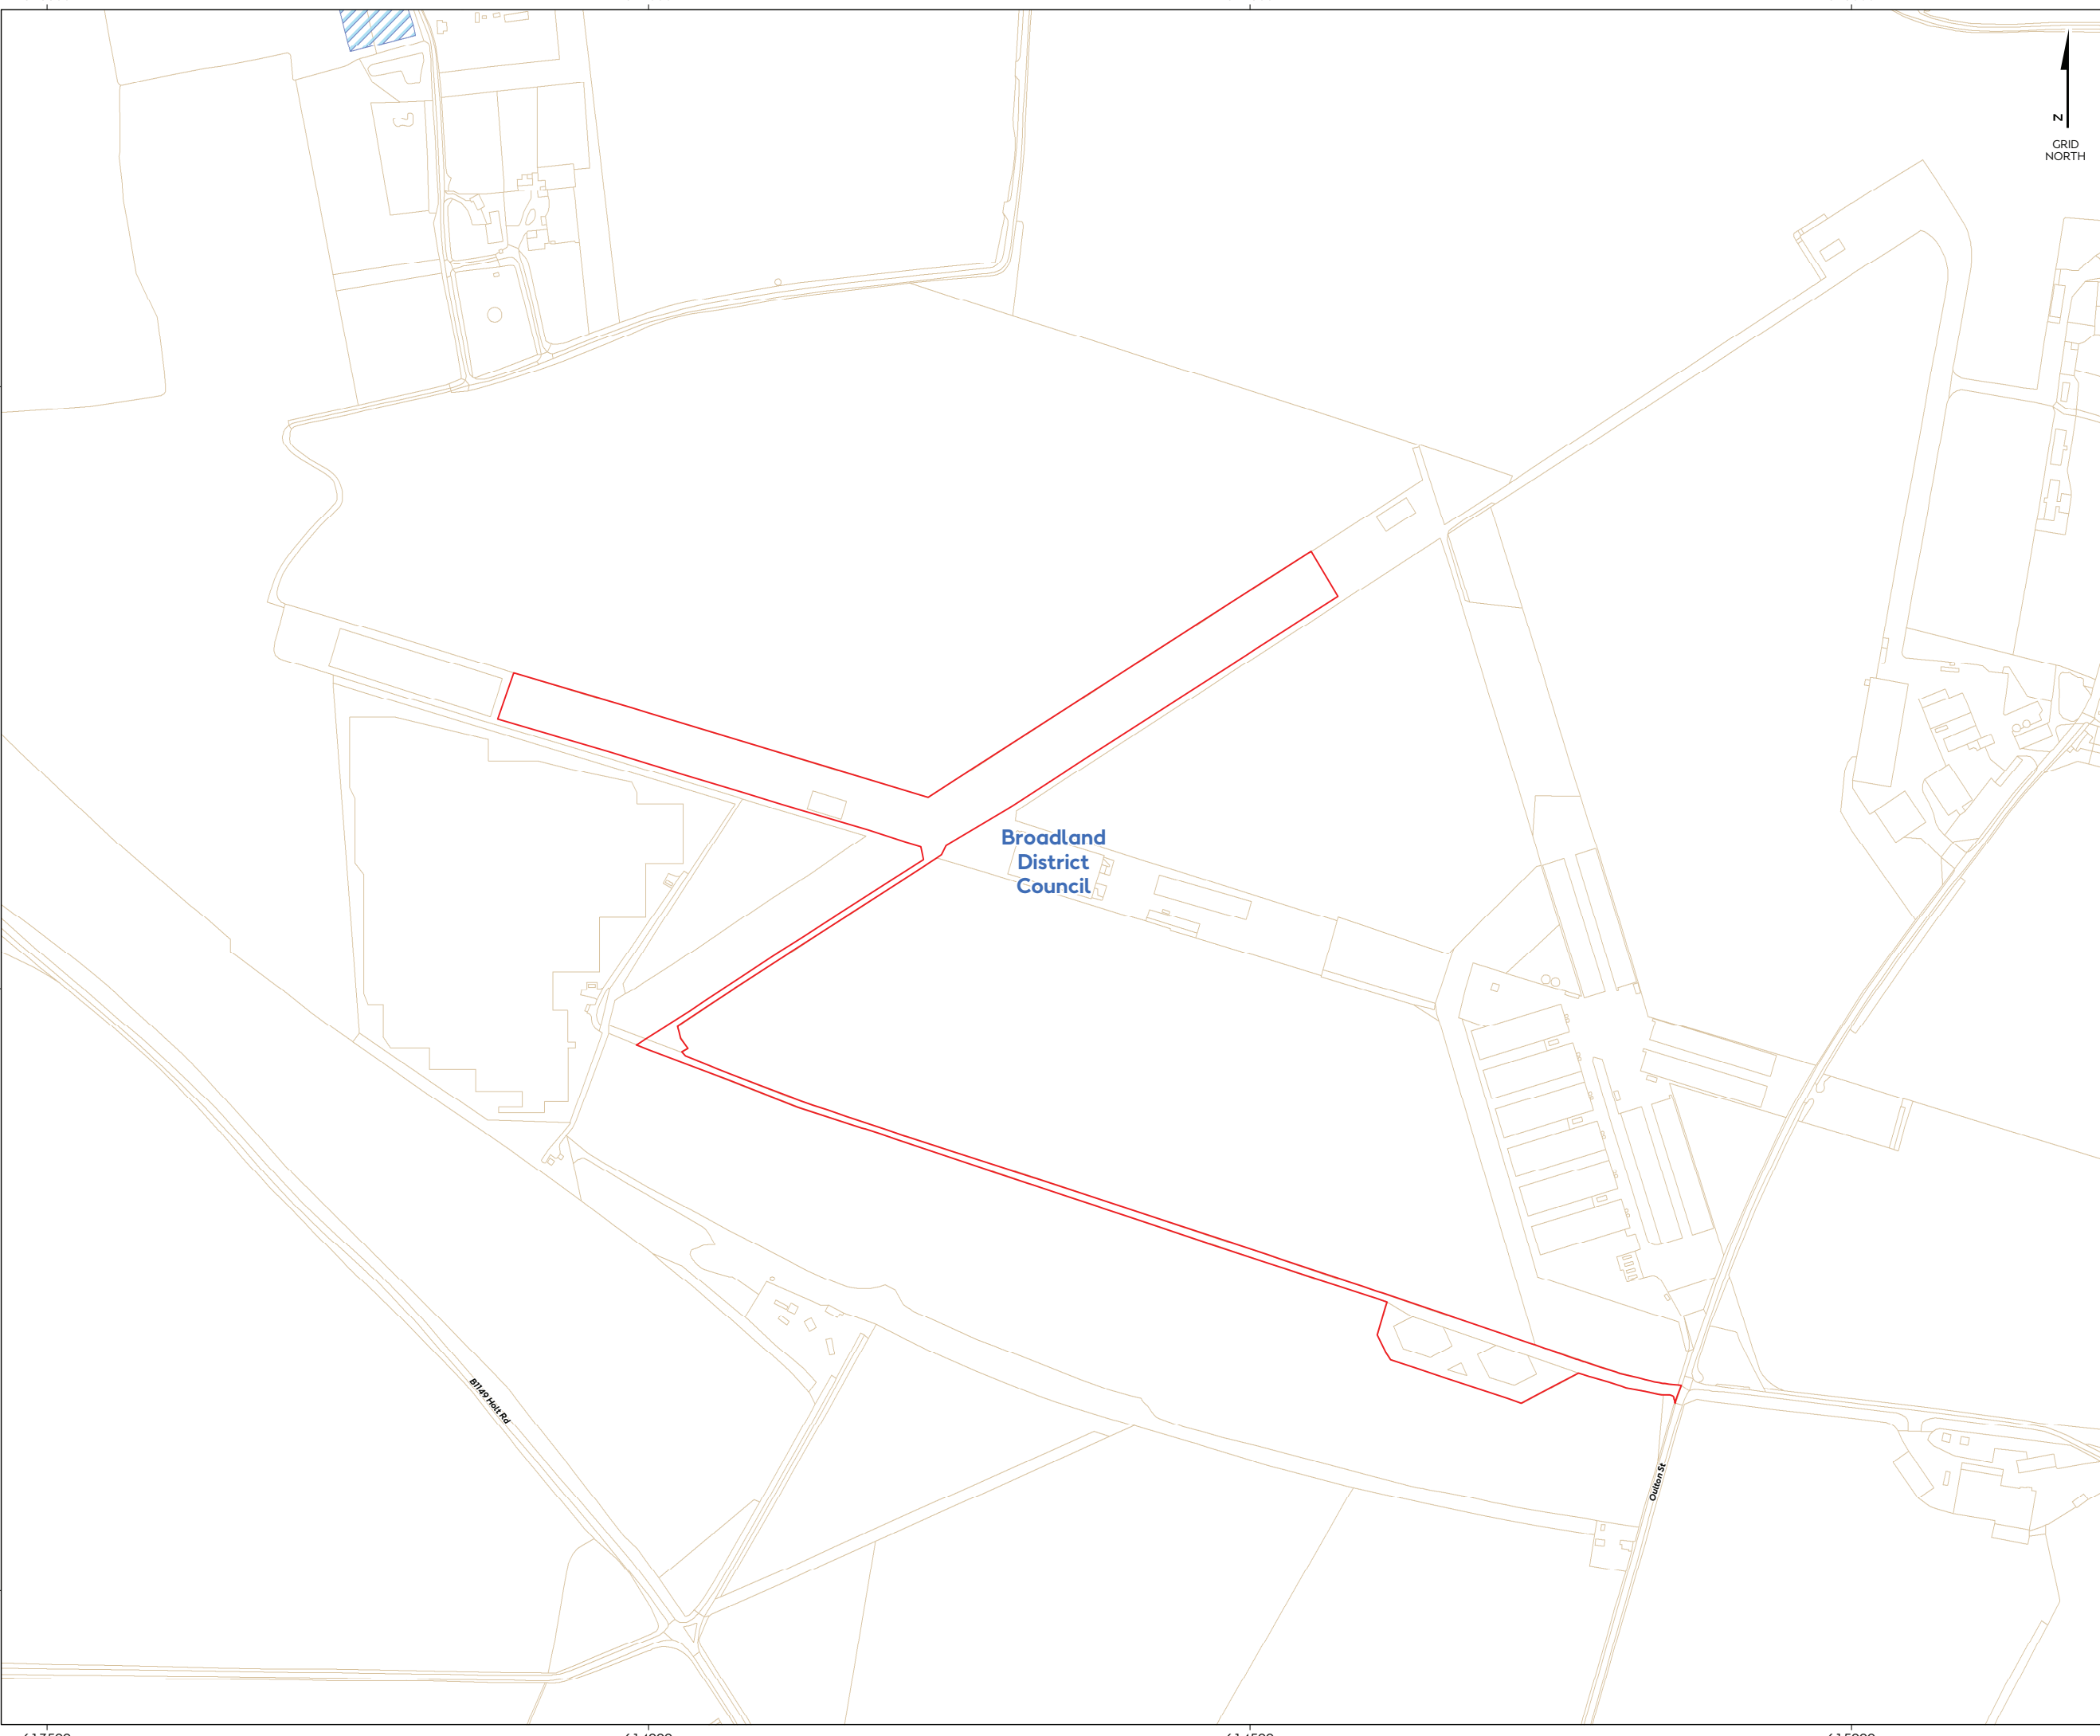 N
GRID
NORTH
Broadland
District
Council
B1149 Holt Rd
Oulton St